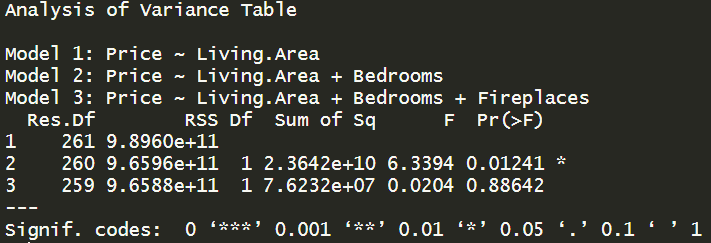 Analysis of Variance Table

Model 1: Price ~ Living.Area
Model 2: Price ~ Living.Area + Bedrooms
Model 3: Price ~ Living.Area + Bedrooms + Fireplaces
  Res.Df        RSS Df  Sum of Sq      F  Pr(>F)
1    261 9.8960e+11
2    260 9.6596e+11  1 2.3642e+10 6.3394 0.01241 *
3    259 9.6588e+11  1 7.6232e+07 0.0204 0.88642
---
Signif. codes:  0 ‘***’ 0.001 ‘**’ 0.01 ‘*’ 0.05 ‘.’ 0.1 ‘ ’ 1